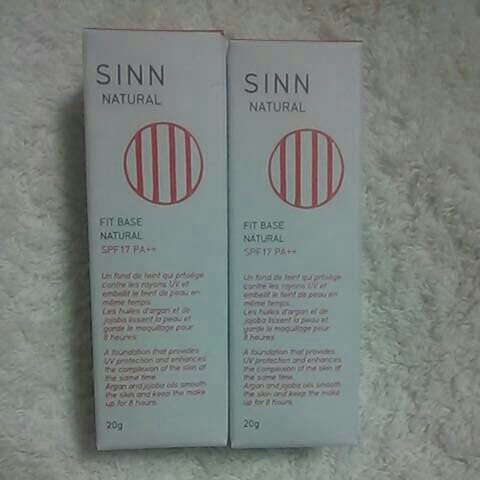 SINN
NATURAL
FIT BASE
NATURAL
SPF17 PA++
Un fond de teint qui prtoège
contre les rayons UV et
embellit le teint de peau en
même temps.
Les huiles d'argan et de
jojoba lissent la peau et
garde le maquillage pour
8 heures.
A foundation that provides
UV protection and enhances
the complexion of the skin at
the same time.
Argan and jojoba oils smooth
the skin and keep the make
up for 8 hours.
20g
SINN
NATURAL
FIT BASE
NATURAL
SPF17 PA++
Un fond de teint qui prtoège
contre les rayons UV et
embellit le teint de peau en
même temps.
Les huiles d'argan et de
jojoba lissent la peau et
garde le maquillage pour
8 heures.
A foundation that provides
UV protection and enhances
the complexion of the skin at
the same time.
Argan and jojoba oils smooth
the skin and keep the make
up for 8 hours.
20g